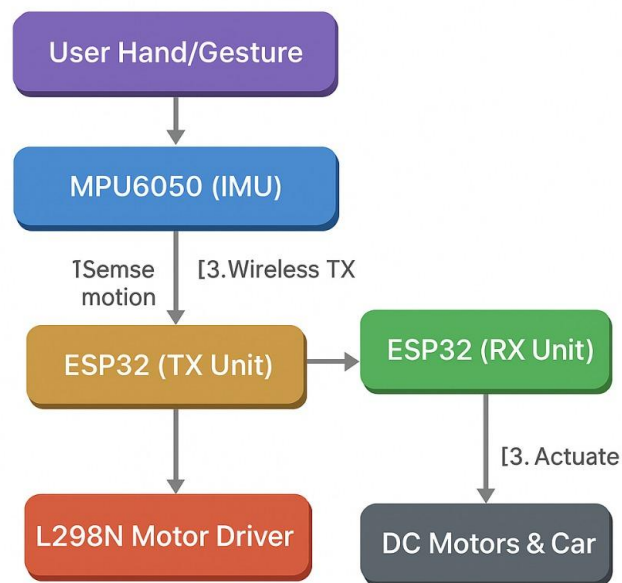 User Hand/Gesture
MPU6050 (IMU)
1Semse
motion
[3.Wireless TX
ESP32 (TX Unit)
ESP32 (RX Unit)
[3. Actuate
L298N Motor Driver
DC Motors & Car